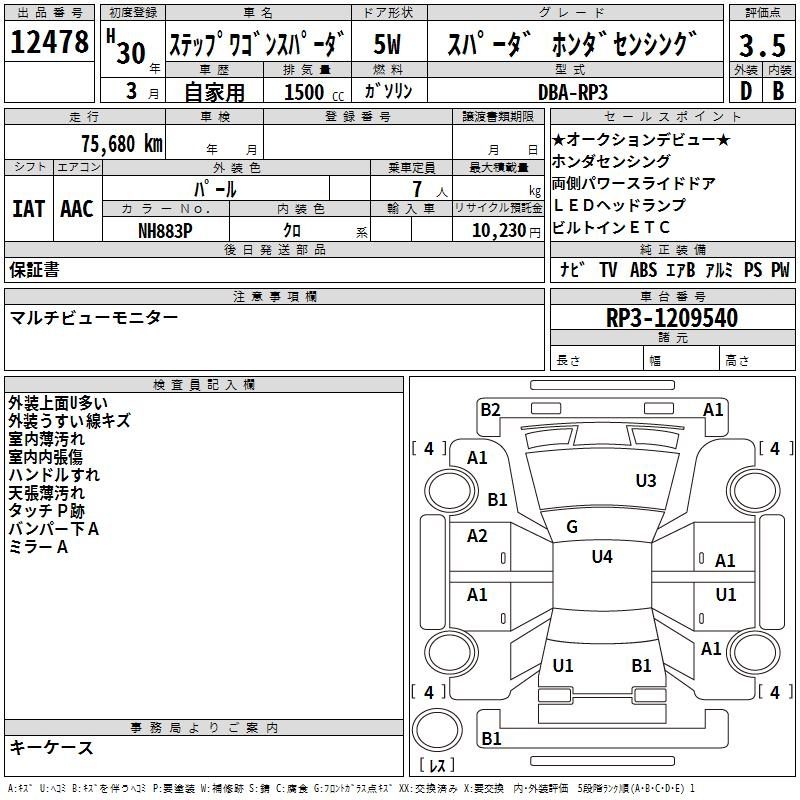 出品番号 初度登録 車名 ドア形状 グレード 評価点
12478 H30年 ｽﾃｯﾌﾟﾜｺﾞﾝｽﾊﾟｰﾀﾞ 5W ｽﾊﾟｰﾀﾞ ﾎﾝﾀﾞｾﾝｼﾝｸﾞ 3.5
車歴 排気量 燃料 型式 外装 内装
3月 自家用 1500cc ｶﾞｿﾘﾝ DBA-RP3 D B
走行 車検 登録番号 譲渡書類期限
75,680km 年 月 月 日
シフト エアコン 外装色 乗車定員 最大積載量
IAT AAC ﾊﾟｰﾙ 7人 kg
カラーNo. 内装色 輸入車 リサイクル預託金
NH883P ｸﾛ 系 10,230円
後日発送部品
保証書
セールスポイント
★オークションデビュー★
ホンダセンシング
両側パワースライドドア
ＬＥＤヘッドランプ
ビルトインＥＴＣ
純正装備
ﾅﾋﾞ TV ABS ｴｱB ｱﾙﾐ PS PW
注意事項欄
マルチビューモニター
車台番号
RP3-1209540
諸元
長さ 幅 高さ
検査員記入欄
外装上面U多い
外装うすい線キズ
室内薄汚れ
室内内張傷
ハンドルすれ
天張薄汚れ
タッチＰ跡
バンパー下Ａ
ミラーＡ
事務局よりご案内
キーケース
B2 A1
[4] A1 [4]
U3
B1
G
A2 U4 A1
A1 U1
A1
U1 B1
[4] [4]
B1
[ﾚｽ]
A:ｷｽﾞ U:ﾍｺﾐ B:ｷｽﾞを伴うﾍｺﾐ P:要塗装 W:補修跡 S:錆 C:腐食 G:ﾌﾛﾝﾄｶﾞﾗｽ点ｷｽﾞ XX:交換済み X:要交換 内･外装評価 5段階ﾗﾝｸ順(A･B･C･D･E) 1